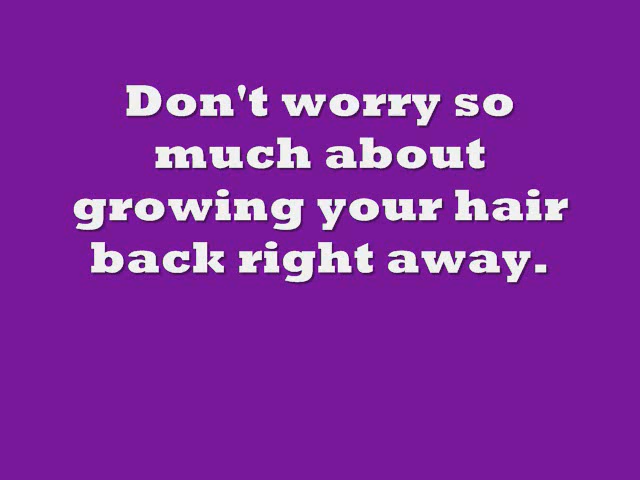 Don't worry so
much about
growing your hair
back right away.